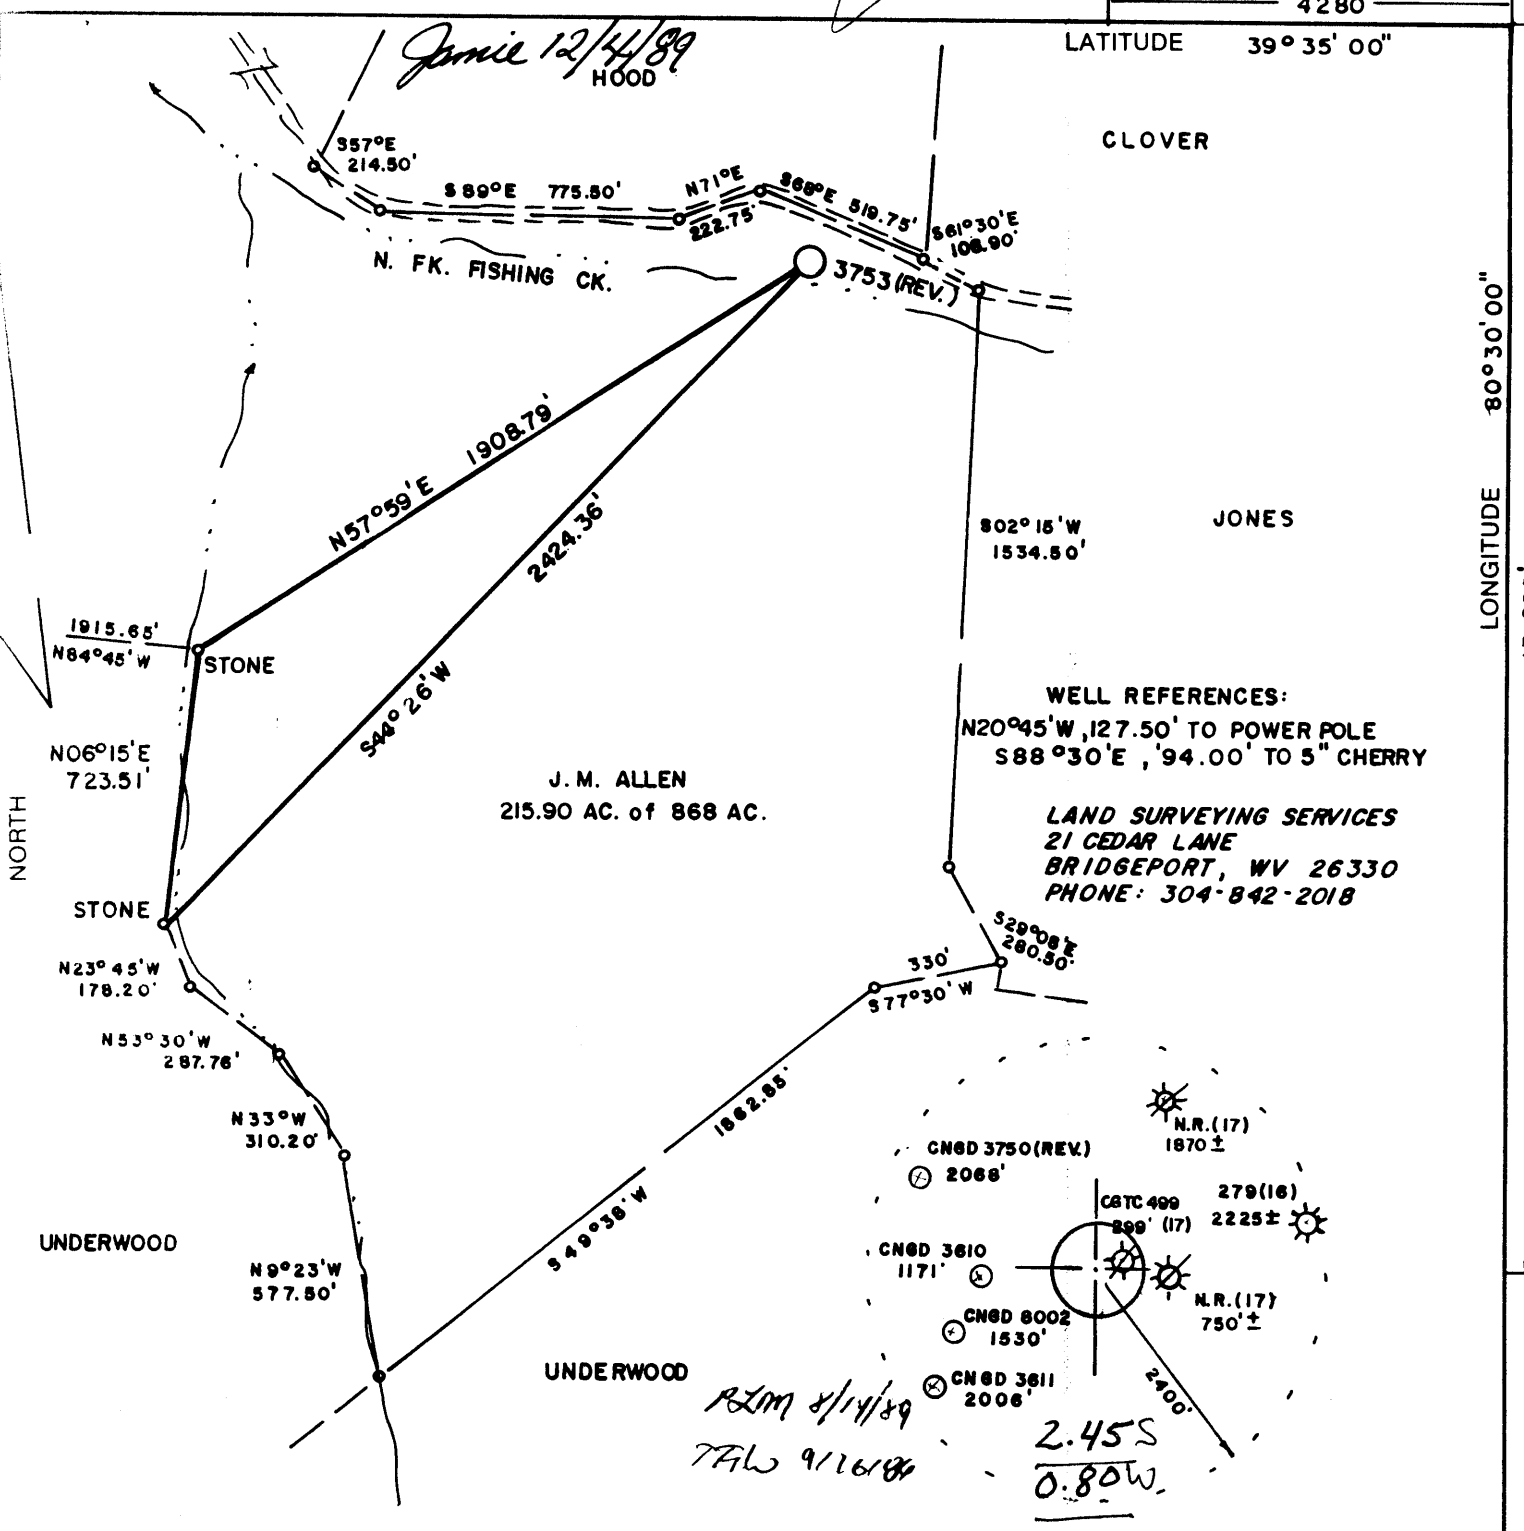 4280
LATITUDE 39° 35' 00"
Jamie 12/4/89
HOOD
CLOVER
S57°E
214.50'
S89°E 775.50'
N71°E
222.75'
S68°E 519.75'
S61°30'E
108.90'
N. FK. FISHING CK.
3753 (REV.)
LONGITUDE 80° 30' 00"
N57°59'E 1908.79'
2424.36'
S44°26'W
S02°15'W
1534.50'
JONES
1915.65'
N84°45'W
STONE
WELL REFERENCES:
N20°45'W, 127.50' TO POWER POLE
S88°30'E, '94.00' TO 5" CHERRY
N06°15'E
723.51'
J. M. ALLEN
215.90 AC. of 868 AC.
NORTH
LAND SURVEYING SERVICES
21 CEDAR LANE
BRIDGEPORT, WV 26330
PHONE: 304-842-2018
STONE
S29°08'E
280.50'
N23°45'W
178.20'
330'
S77°30'W
N53°30'W
287.76'
N33°W
310.20'
1862.85'
S49°38'W
N.R.(17)
1870±
CNGD 3750 (REV.)
2068'
279(16)
2225±
CGTC 499
299' (17)
UNDERWOOD
CNGD 3610
1171'
N9°23'W
577.50'
N.R.(17)
750'±
CNGD 6002
1530'
UNDERWOOD
CNGD 3611
2006'
2400'
RLM 8/14/89
2.45S
0.80W